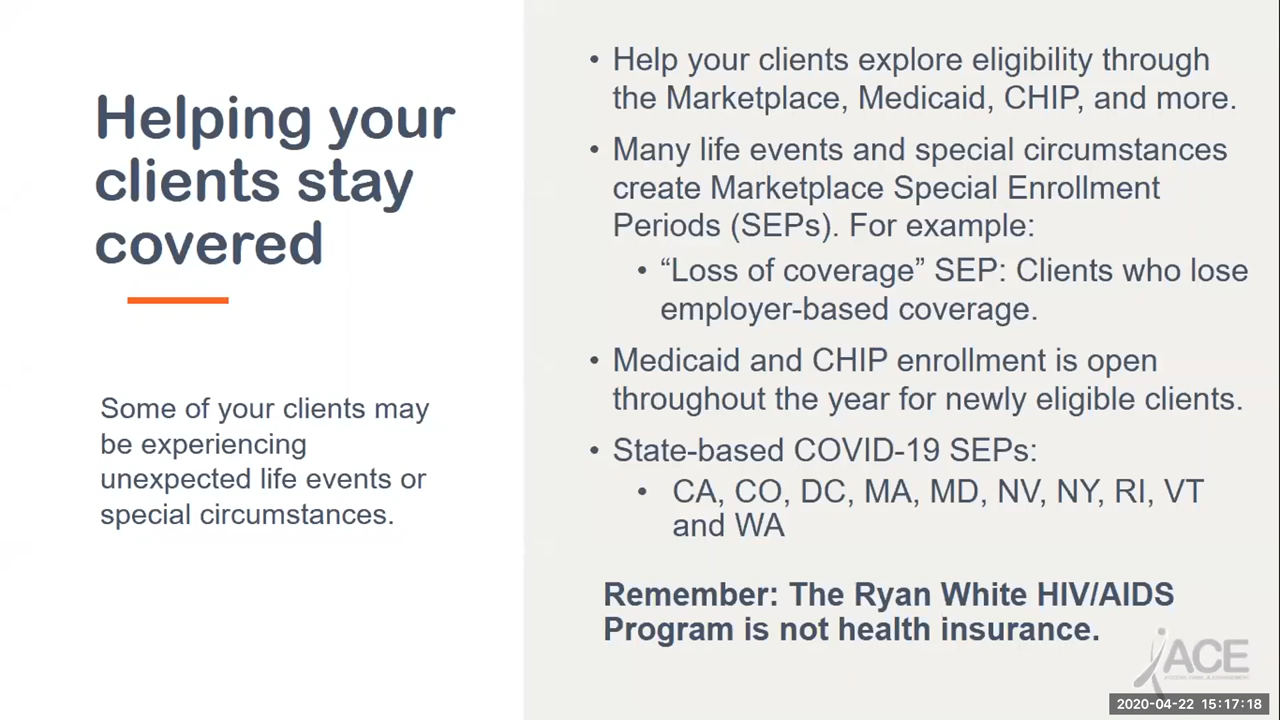 Helping your
clients stay
covered
Some of your clients may
be experiencing
unexpected life events or
special circumstances.
• Help your clients explore eligibility through
the Marketplace, Medicaid, CHIP, and more.
• Many life events and special circumstances
create Marketplace Special Enrollment
Periods (SEPs). For example:
• “Loss of coverage” SEP: Clients who lose
employer-based coverage.
• Medicaid and CHIP enrollment is open
throughout the year for newly eligible clients.
• State-based COVID-19 SEPs:
• CA, CO, DC, MA, MD, NV, NY, RI, VT
and WA
Remember: The Ryan White HIV/AIDS
Program is not health insurance.
ACE
2020-04-22 15:17:18